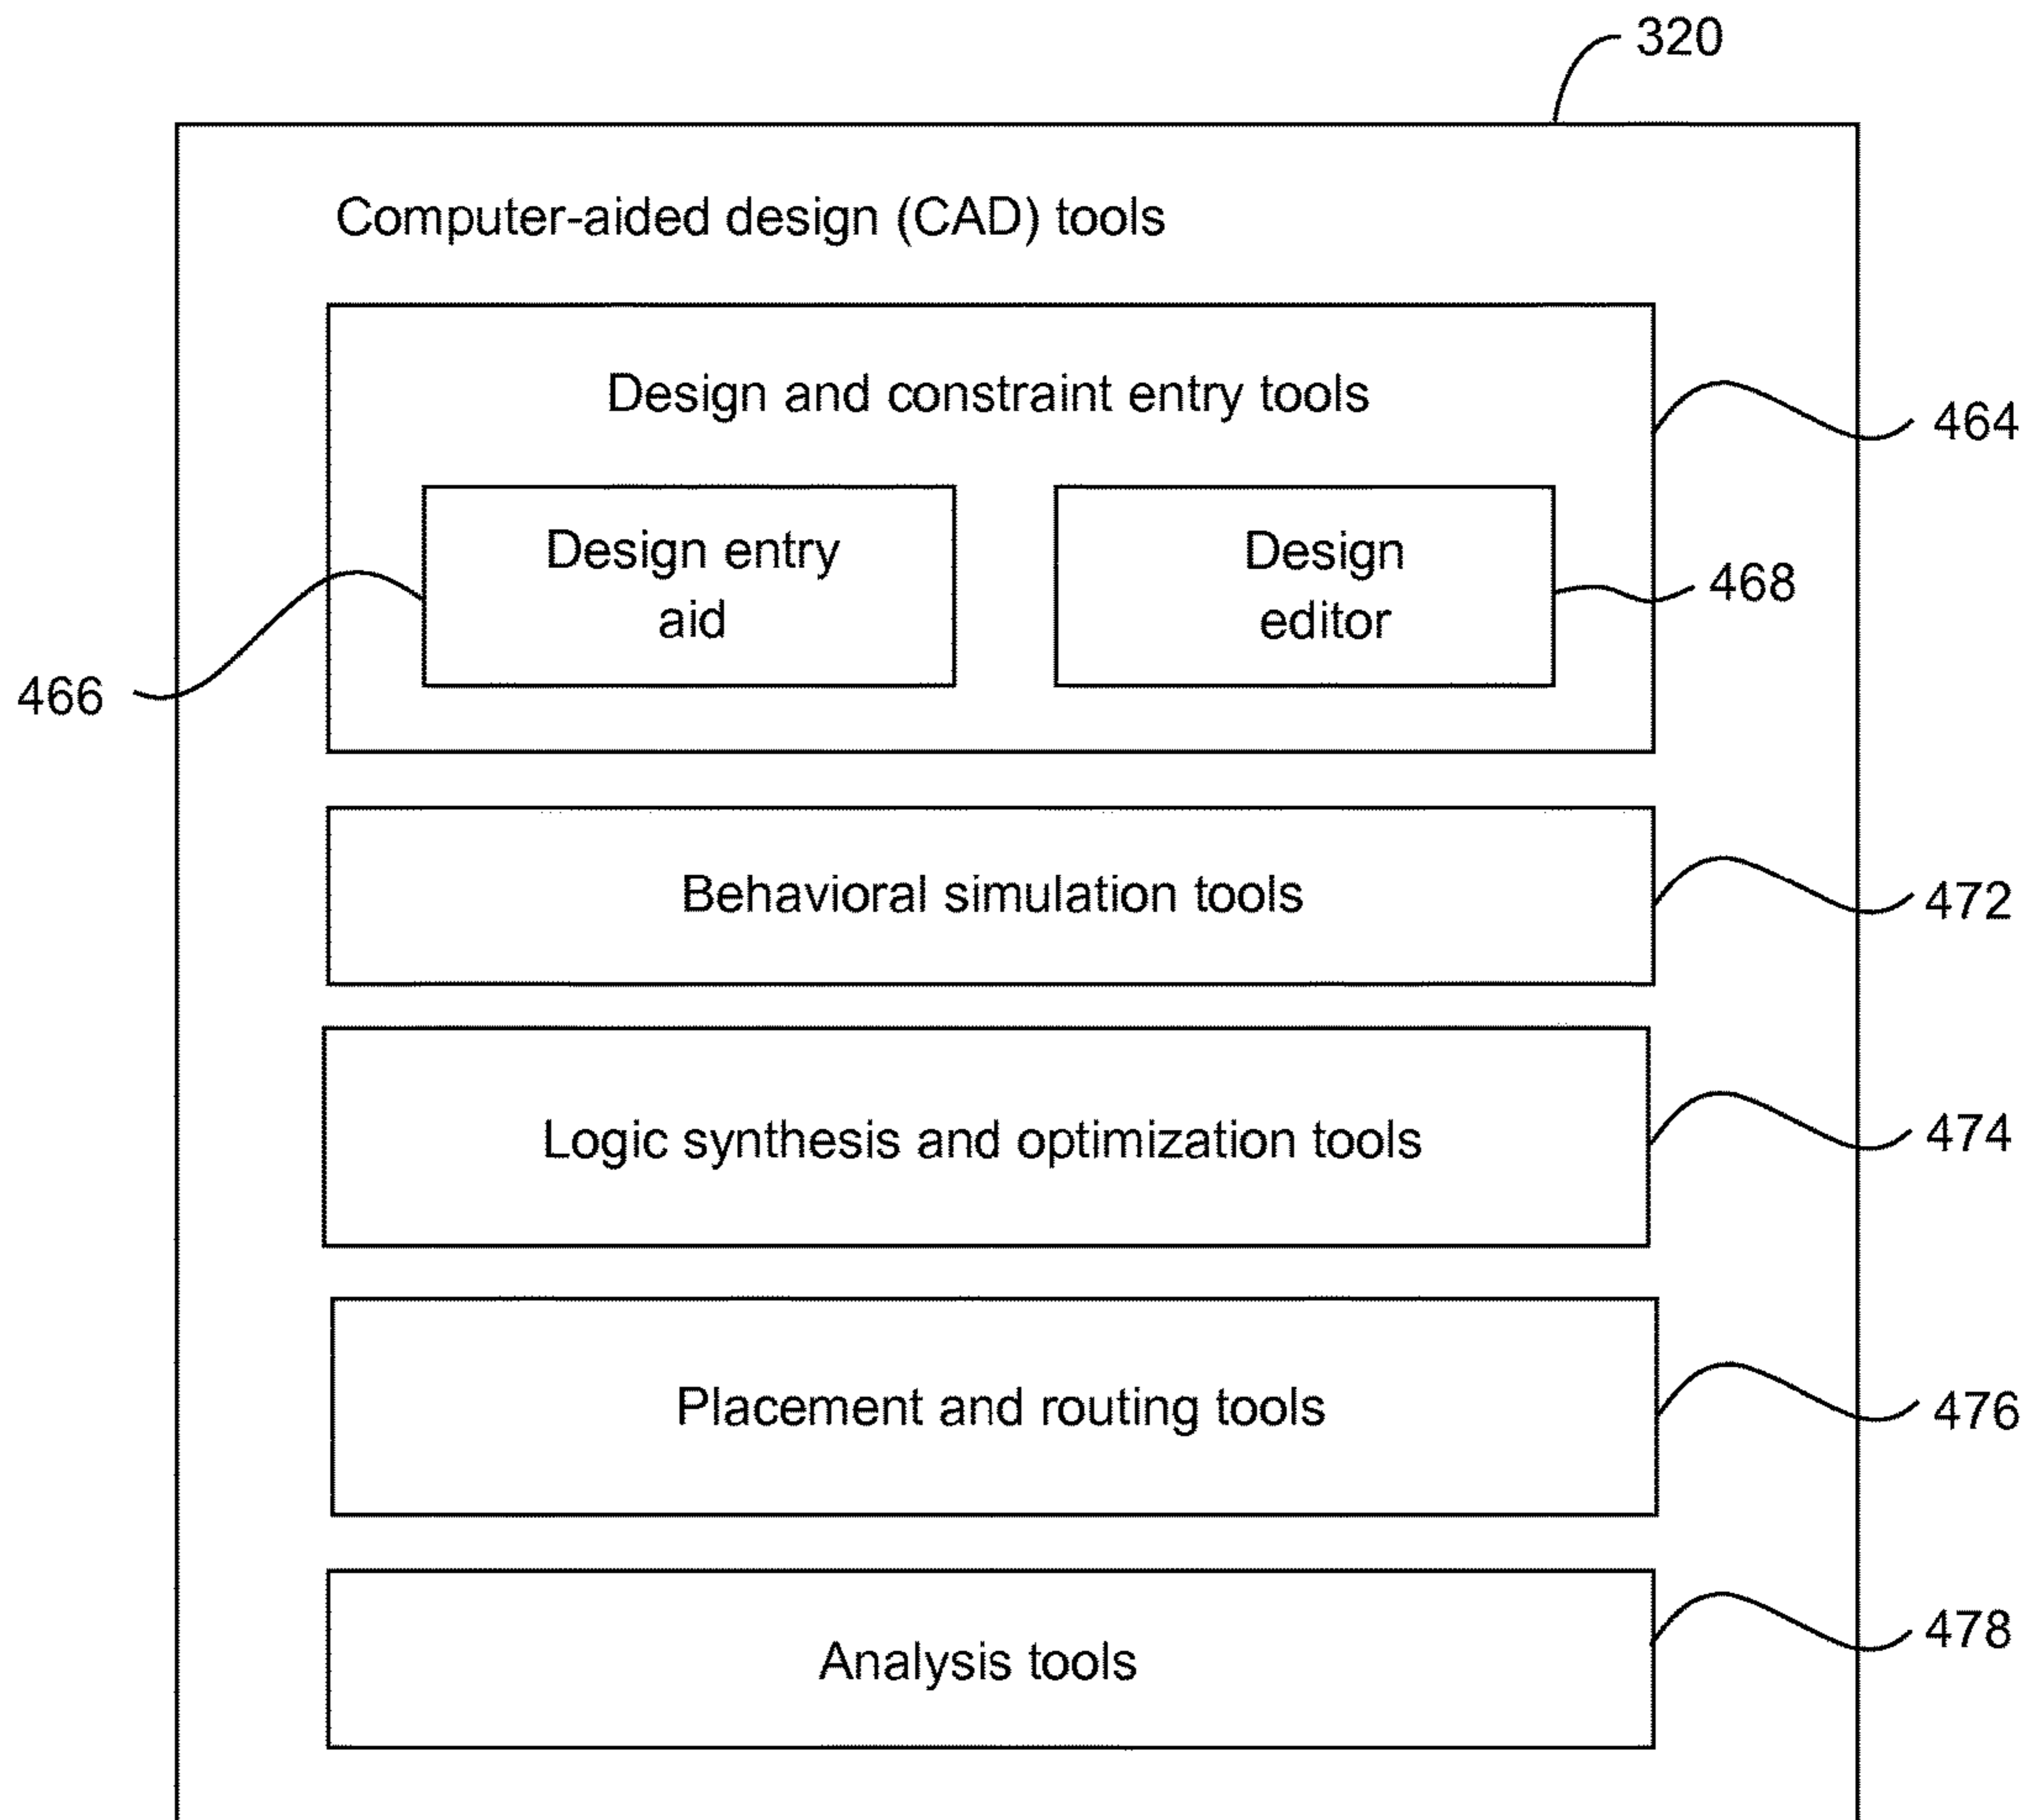 320
Computer-aided design (CAD) tools
Design and constraint entry tools
464
Design entry
aid
Design
editor
468
466
Behavioral simulation tools
472
Logic synthesis and optimization tools
474
Placement and routing tools
476
Analysis tools
478